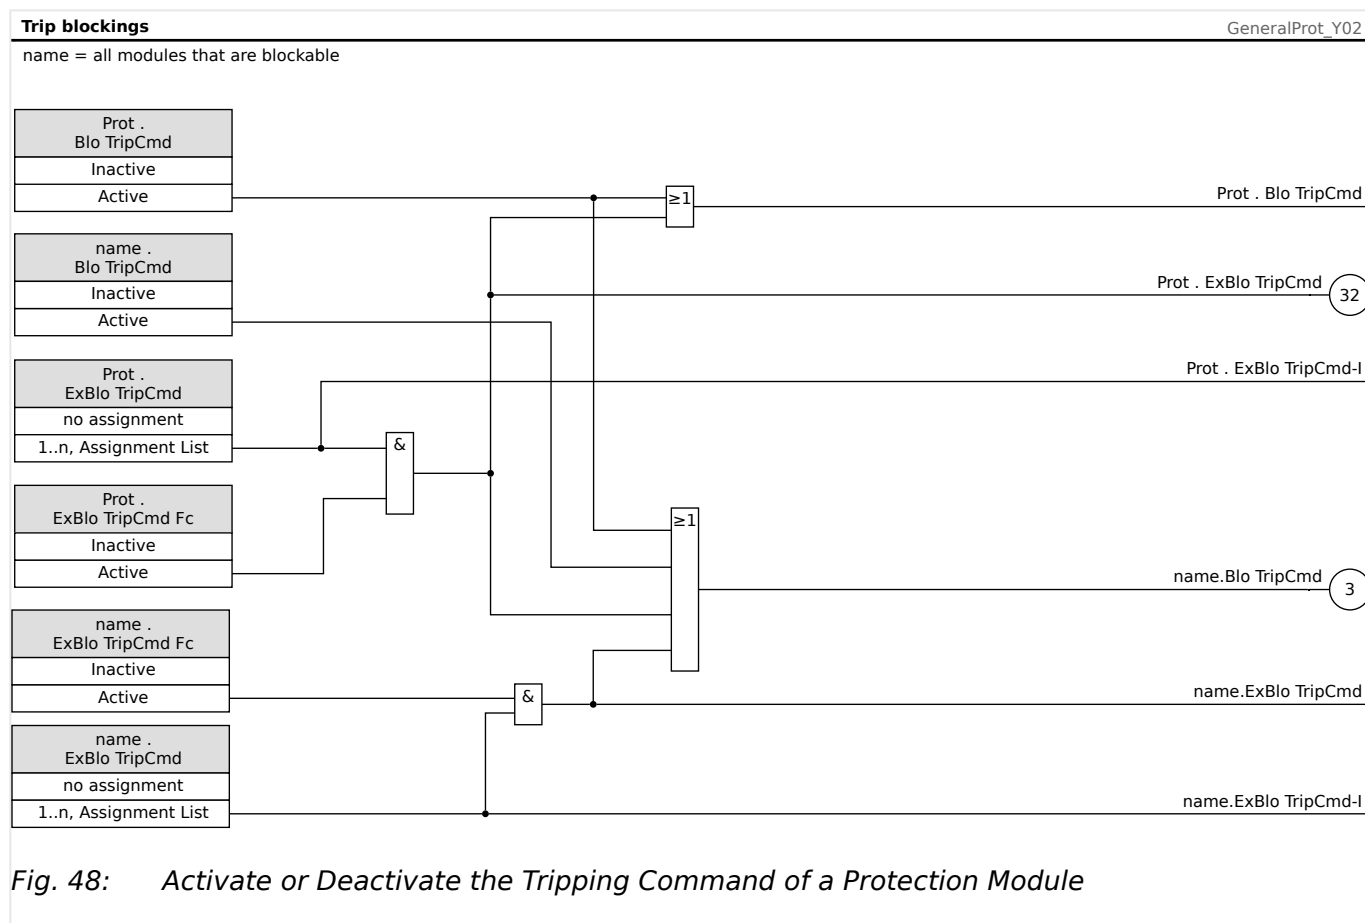 Trip blockings
GeneralProt_Y02
name = all modules that are blockable
Prot .
Blo TripCmd
Inactive
Active
≥1
Prot . Blo TripCmd
name .
Blo TripCmd
Inactive
Active
Prot . ExBlo TripCmd
32
Prot .
ExBlo TripCmd
no assignment
1..n, Assignment List
Prot . ExBlo TripCmd-I
&
Prot .
ExBlo TripCmd Fc
Inactive
Active
≥1
name.Blo TripCmd
3
name .
ExBlo TripCmd Fc
Inactive
Active
&
name.ExBlo TripCmd
name .
ExBlo TripCmd
no assignment
1..n, Assignment List
name.ExBlo TripCmd-I
Fig. 48: Activate or Deactivate the Tripping Command of a Protection Module